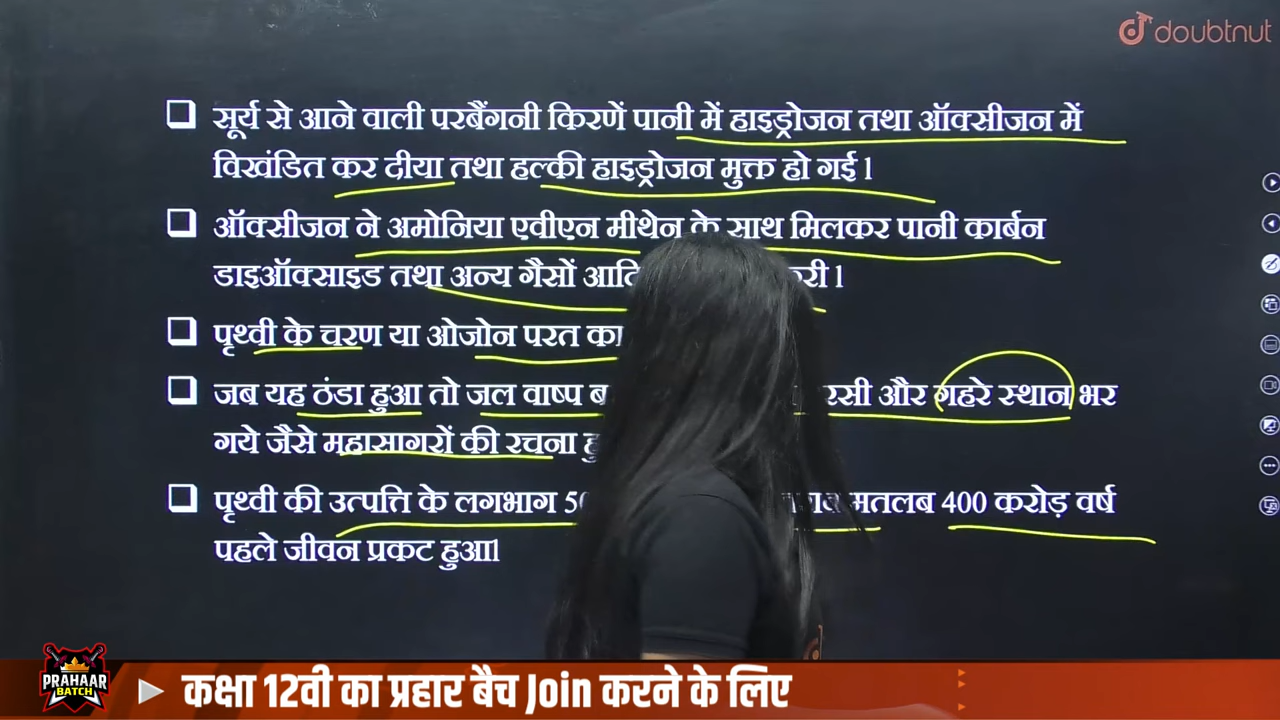 doubtnut
सूर्य से आने वाली परबैंगनी किरणें पानी में हाइड्रोजन तथा ऑक्सीजन में
विखंडित कर दीया तथा हल्की हाइड्रोजन मुक्त हो गई ।
ऑक्सीजन ने अमोनिया एवीएन मीथेन के साथ मिलकर पानी कार्बन
डाइऑक्साइड तथा अन्य गैसों
पृथ्वी के चरण या ओजोन परत
जब यह ठंडा हुआ तो जल वाष्प और गहरे स्थान भर
गये जैसे महासागरों की रचना
पृथ्वी की उत्पत्ति के लगभाग मतलब 400 करोड़ वर्ष
पहले जीवन प्रकट हुआ।
PRAHAAR
BATCH
कक्षा 12वी का प्रहार बैच Join करने के लिए